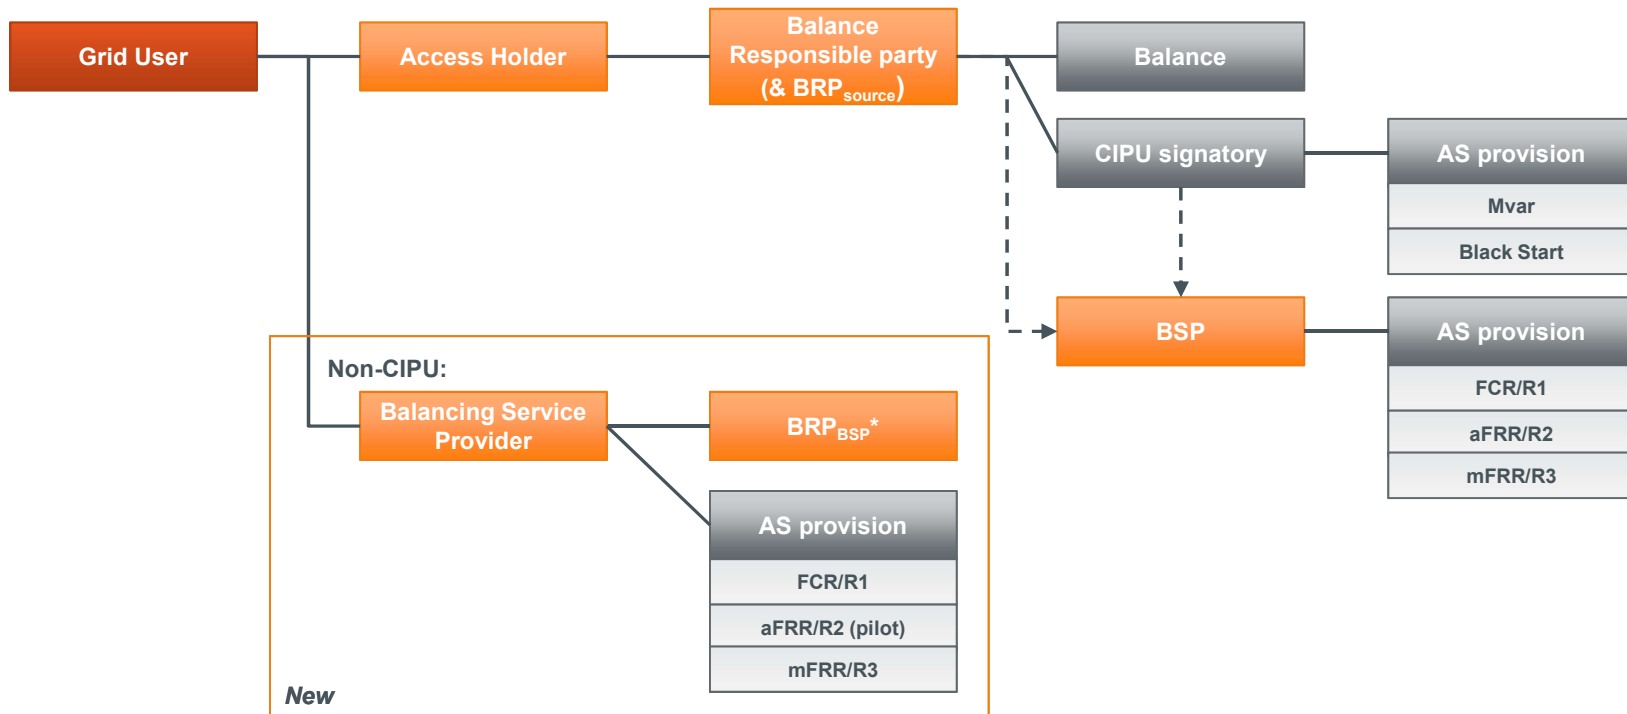 Grid User
Access Holder
Balance
Responsible party
(& BRPsource)
Balance
CIPU signatory
AS provision
Mvar
Black Start
BSP
AS provision
FCR/R1
aFRR/R2
mFRR/R3
Non-CIPU:
Balancing Service
Provider
BRPBSP*
AS provision
FCR/R1
aFRR/R2 (pilot)
mFRR/R3
New